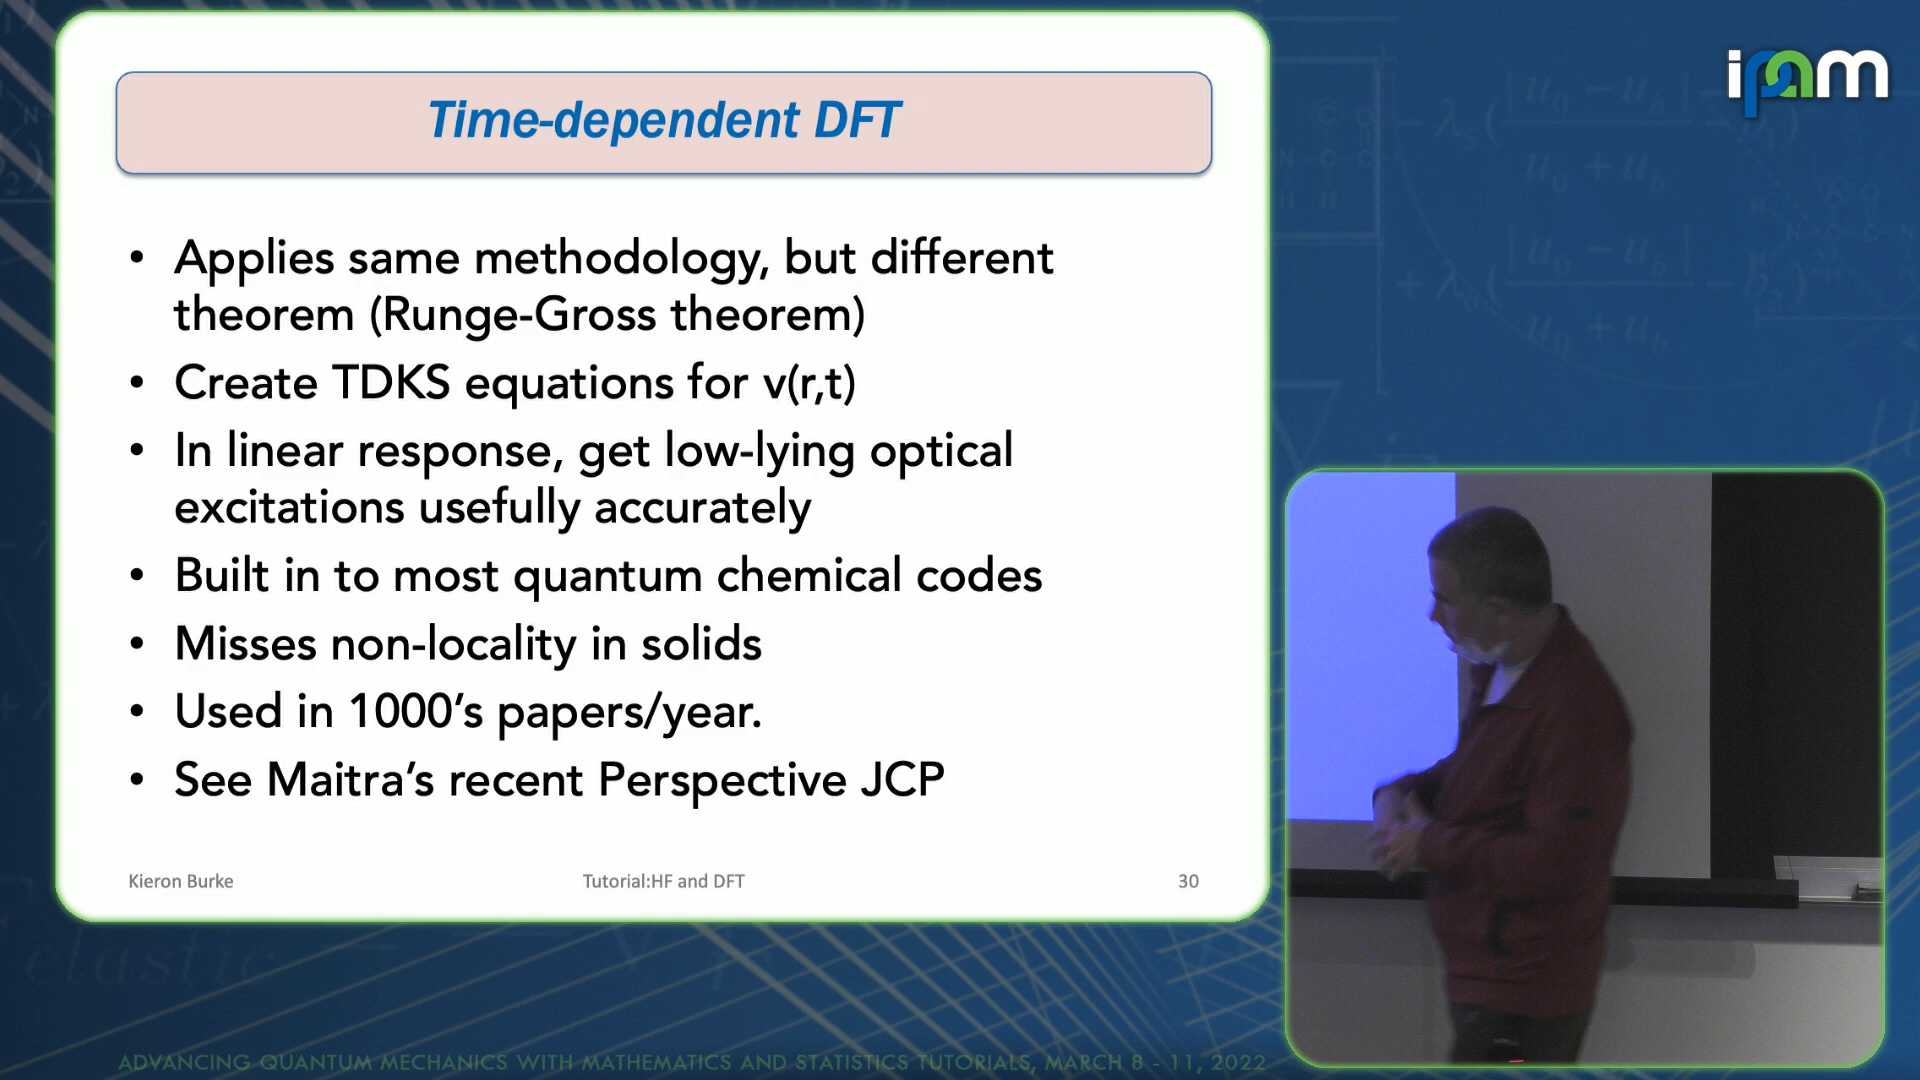 ipam
Time-dependent DFT
• Applies same methodology, but different
theorem (Runge-Gross theorem)
• Create TDKS equations for v(r,t)
• In linear response, get low-lying optical
excitations usefully accurately
• Built in to most quantum chemical codes
• Misses non-locality in solids
• Used in 1000’s papers/year.
• See Maitra’s recent Perspective JCP
Kieron Burke
Tutorial:HF and DFT
30
elastic
ADVANCING QUANTUM MECHANICS WITH MATHEMATICS AND STATISTICS TUTORIALS, MARCH 8 - 11, 2022